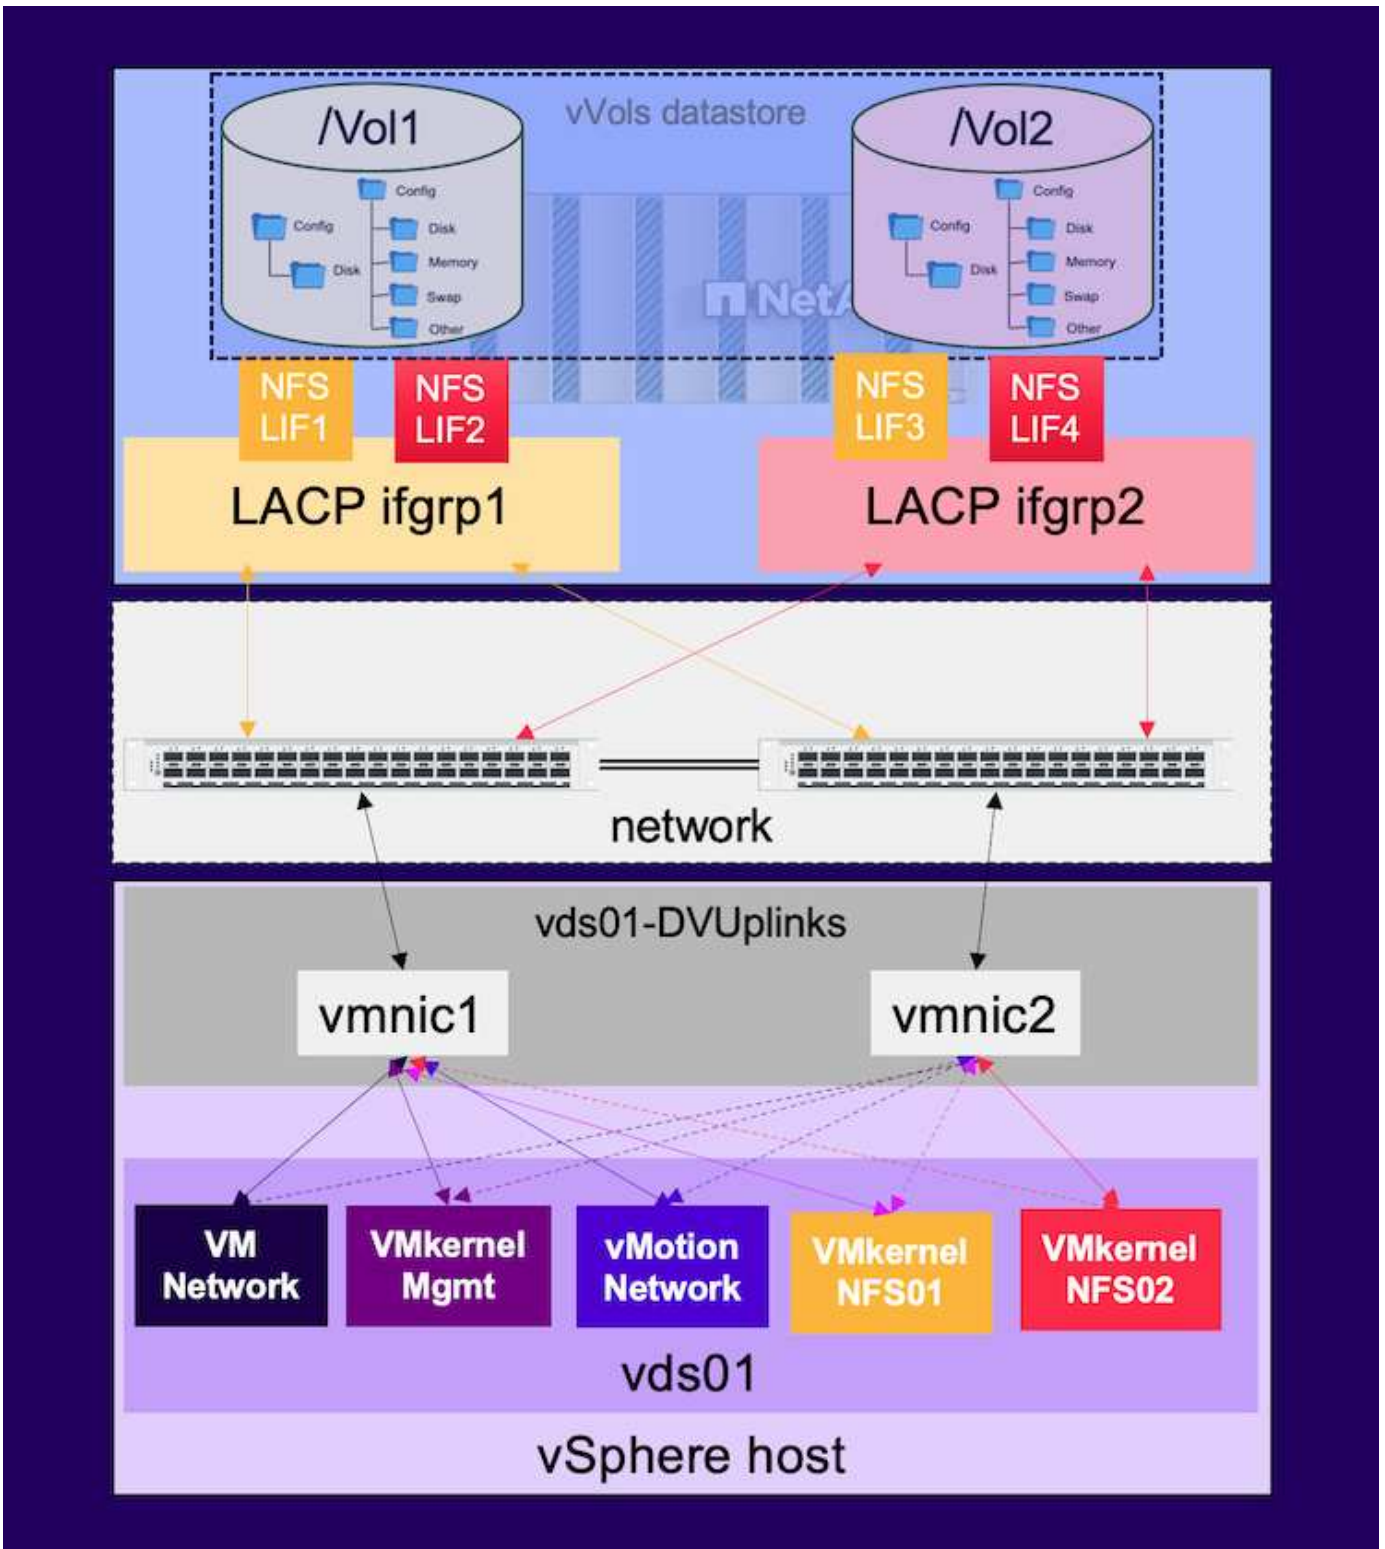 vVols datastore
/Vol1
Config
Config
Disk
Disk
Memory
Swap
Other
/Vol2
Config
Config
Disk
Disk
Memory
Swap
Other
NetA
NFS
LIF1
NFS
LIF2
NFS
LIF3
NFS
LIF4
LACP ifgrp1
LACP ifgrp2
network
vds01-DVUplinks
vmnic1
vmnic2
VM
Network
VMkernel
Mgmt
vMotion
Network
VMkernel
NFS01
VMkernel
NFS02
vds01
vSphere host